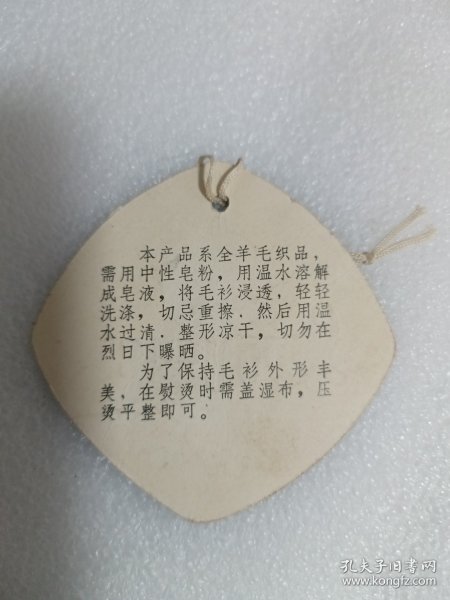 本产品系全羊毛织品，
需用中性皂粉，用温水溶解
成皂液，将毛衫浸透，轻轻
洗涤，切忌重擦．然后用温
水过清．整形凉干，切勿在
烈日下曝晒。
为了保持毛衫外形丰
美，在熨烫时需盖湿布，压
烫平整即可。
孔夫子旧书网
www.kongfz.com